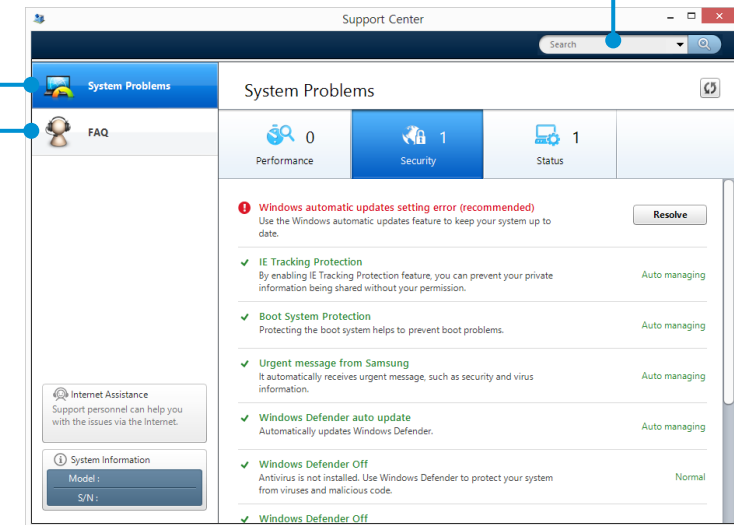 Support Center
Search
System Problems
FAQ
System Problems
0
Performance
1
Security
1
Status
Windows automatic updates setting error (recommended)
Use the Windows automatic updates feature to keep your system up to
date.
Resolve
IE Tracking Protection
By enabling IE Tracking Protection feature, you can prevent your private
information being shared without your permission.
Auto managing
Boot System Protection
Protecting the boot system helps to prevent boot problems.
Auto managing
Urgent message from Samsung
It automatically receives urgent message, such as security and virus
information.
Auto managing
Windows Defender auto update
Automatically updates Windows Defender.
Auto managing
Windows Defender Off
Antivirus is not installed. Use Windows Defender to protect your system
from viruses and malicious code.
Normal
Windows Defender Off
Internet Assistance
Support personnel can help you
with the issues via the Internet.
System Information
Model :
S/N :